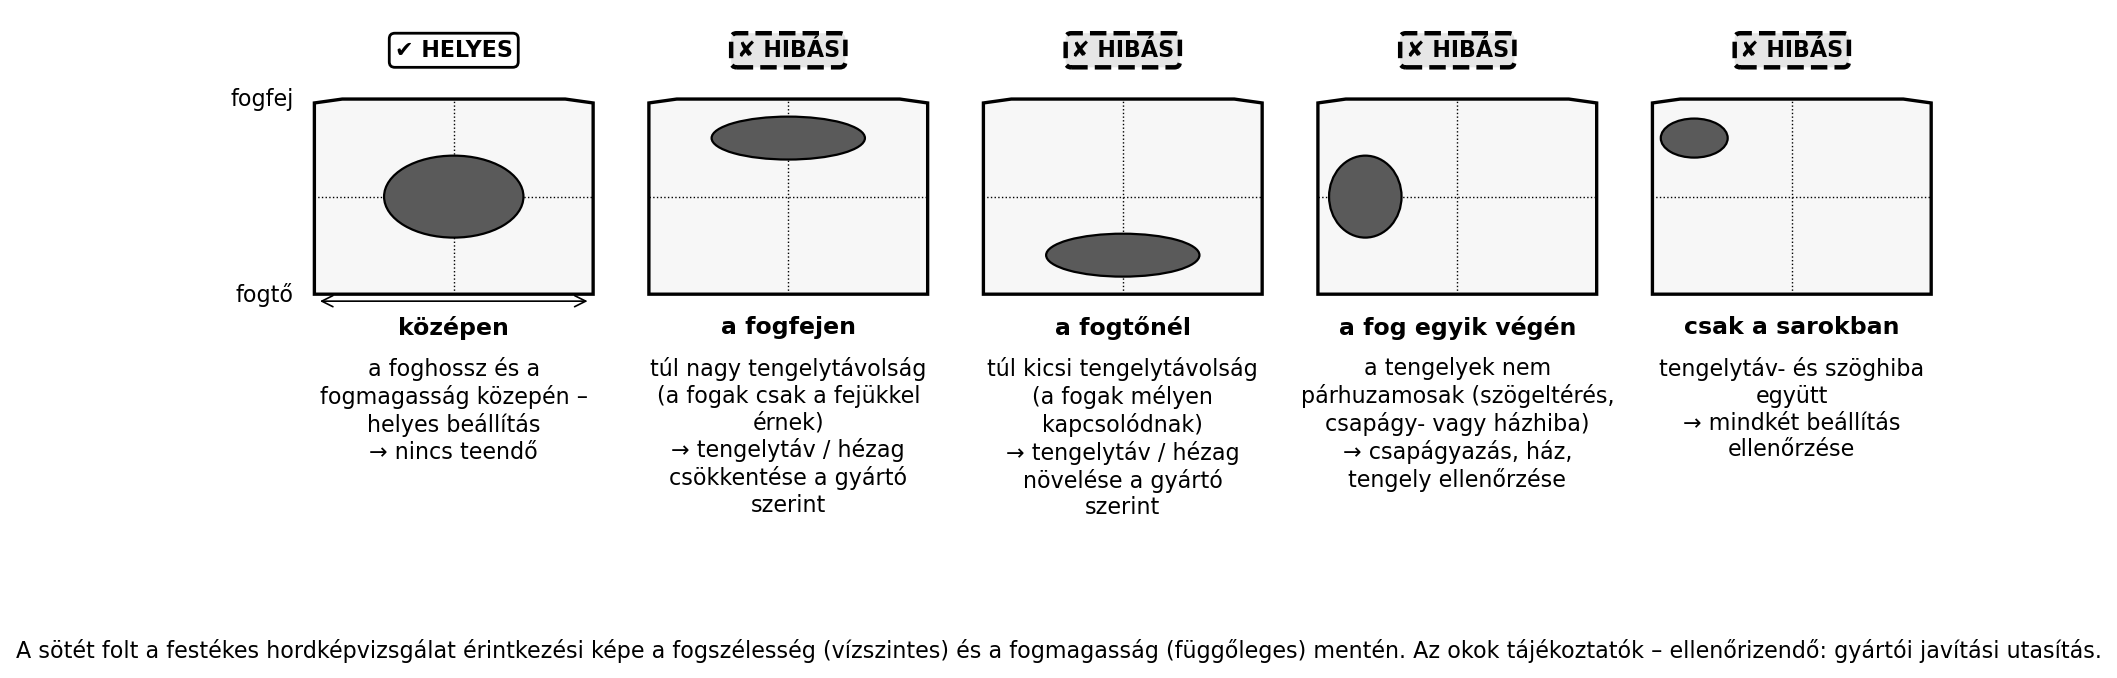 ✔ HELYES
✘ HIBÁS
✘ HIBÁS
✘ HIBÁS
✘ HIBÁS
fogfej
fogtő
középen
a foghossz és a
fogmagasság közepén –
helyes beállítás
→ nincs teendő
a fogfejen
túl nagy tengelytávolság
(a fogak csak a fejükkel
érnek)
→ tengelytáv / hézag
csökkentése a gyártó
szerint
a fogtőnél
túl kicsi tengelytávolság
(a fogak mélyen
kapcsolódnak)
→ tengelytáv / hézag
növelése a gyártó
szerint
a fog egyik végén
a tengelyek nem
párhuzamosak (szögeltérés,
csapágy- vagy házhiba)
→ csapágyazás, ház,
tengely ellenőrzése
csak a sarokban
tengelytáv- és szöghiba
együtt
→ mindkét beállítás
ellenőrzése
A sötét folt a festékes hordképvizsgálat érintkezési képe a fogszélesség (vízszintes) és a fogmagasság (függőleges) mentén. Az okok tájékoztatók – ellenőrizendő: gyártói javítási utasítás.